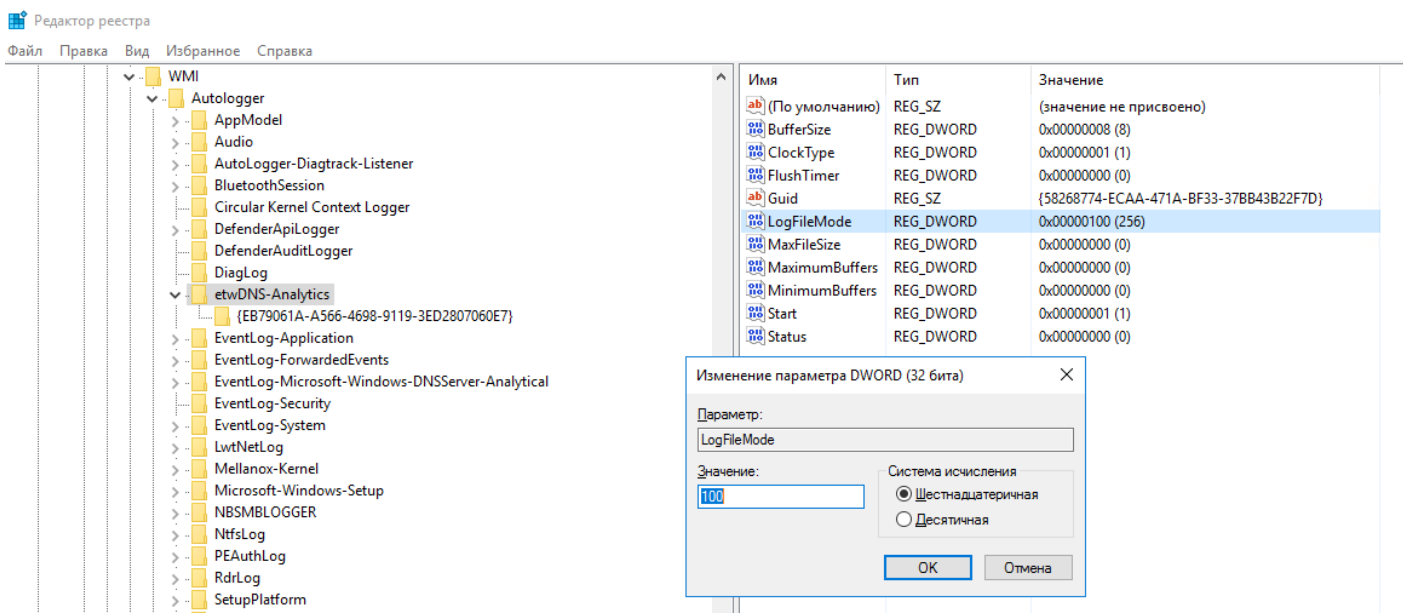 Редактор реестра
Файл Правка Вид Избранное Справка
WMI
Autologger
AppModel
Audio
AutoLogger-Diagtrack-Listener
BluetoothSession
Circular Kernel Context Logger
DefenderApiLogger
DefenderAuditLogger
DiagLog
etwDNS-Analytics
{EB79061A-A566-4698-9119-3ED2807060E7}
EventLog-Application
EventLog-ForwardedEvents
EventLog-Microsoft-Windows-DNSServer-Analytical
EventLog-Security
EventLog-System
LwtNetLog
Mellanox-Kernel
Microsoft-Windows-Setup
NBSMBLOGGER
NtfsLog
PEAuthLog
RdrLog
SetupPlatform
Имя Тип Значение
(По умолчанию) REG_SZ (значение не присвоено)
BufferSize REG_DWORD 0x00000008 (8)
ClockType REG_DWORD 0x00000001 (1)
FlushTimer REG_DWORD 0x00000000 (0)
Guid REG_SZ {58268774-ECAA-471A-BF33-37BB43B22F7D}
LogFileMode REG_DWORD 0x00000100 (256)
MaxFileSize REG_DWORD 0x00000000 (0)
MaximumBuffers REG_DWORD 0x00000000 (0)
MinimumBuffers REG_DWORD 0x00000000 (0)
Start REG_DWORD 0x00000001 (1)
Status REG_DWORD 0x00000000 (0)
Изменение параметра DWORD (32 бита)
Параметр:
LogFileMode
Значение:
100
Система исчисления
Шестнадцатеричная
Десятичная
OK Отмена